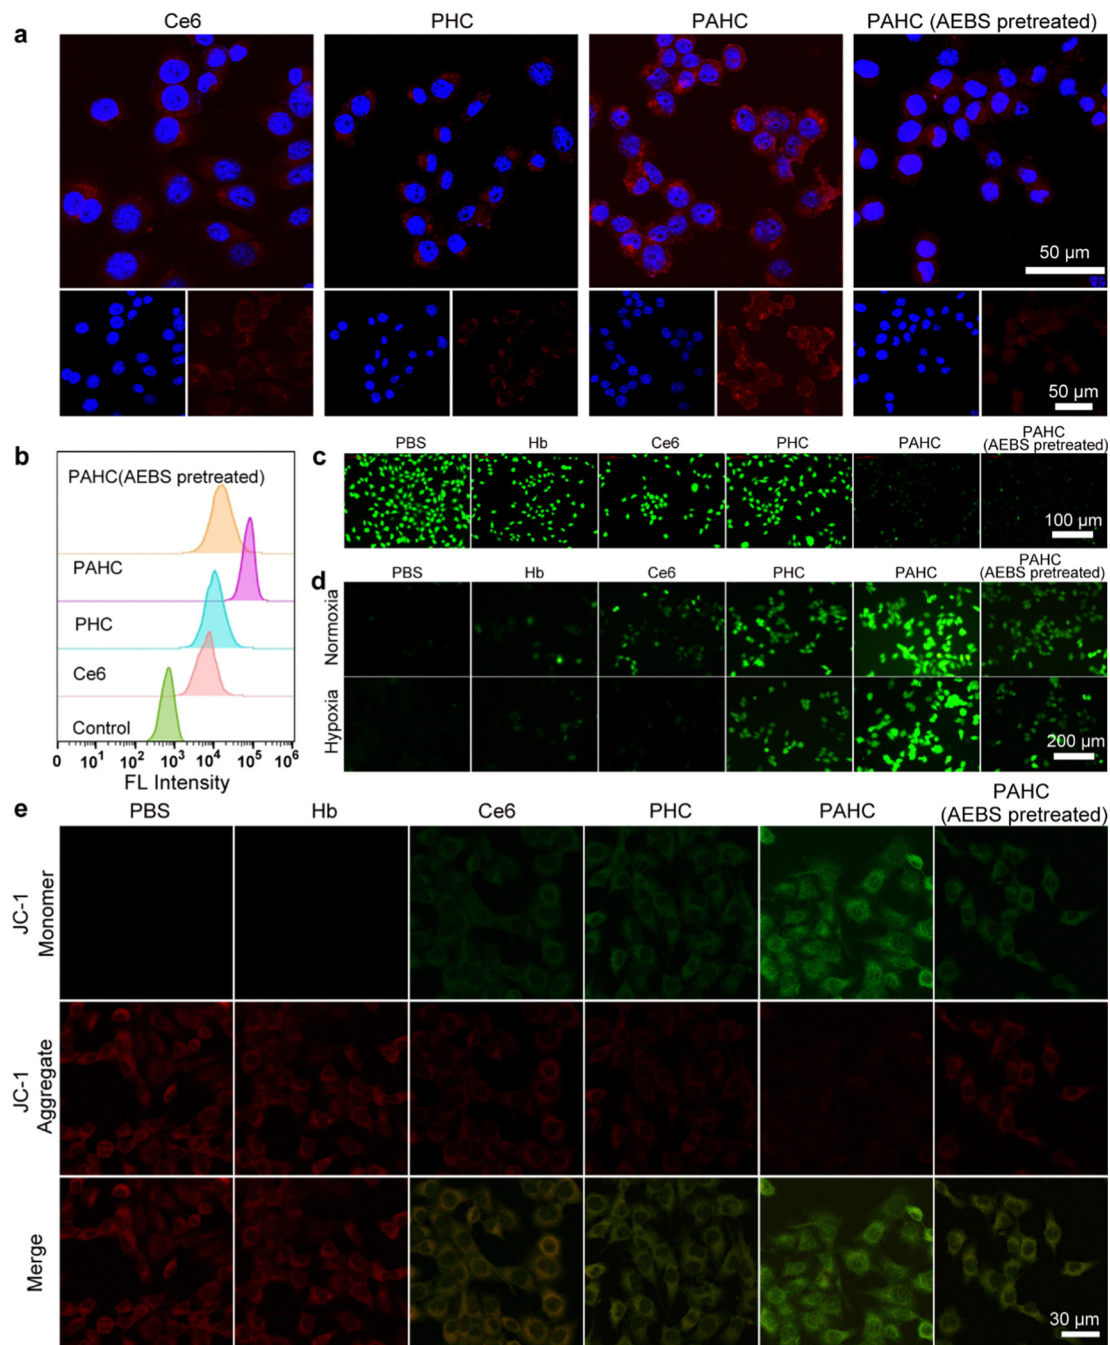 a
Ce6
PHC
PAHC
PAHC (AEBS pretreated)
50 μm
50 μm
b
PAHC(AEBS pretreated)
PAHC
PHC
Ce6
Control
0 10¹ 10² 10³ 10⁴ 10⁵ 10⁶
FL Intensity
c
PBS
Hb
Ce6
PHC
PAHC
PAHC
(AEBS pretreated)
100 μm
d
PBS
Hb
Ce6
PHC
PAHC
PAHC
(AEBS pretreated)
Normoxia
Hypoxia
200 μm
e
PBS
Hb
Ce6
PHC
PAHC
PAHC
(AEBS pretreated)
JC-1
Monomer
JC-1
Aggregate
Merge
30 μm